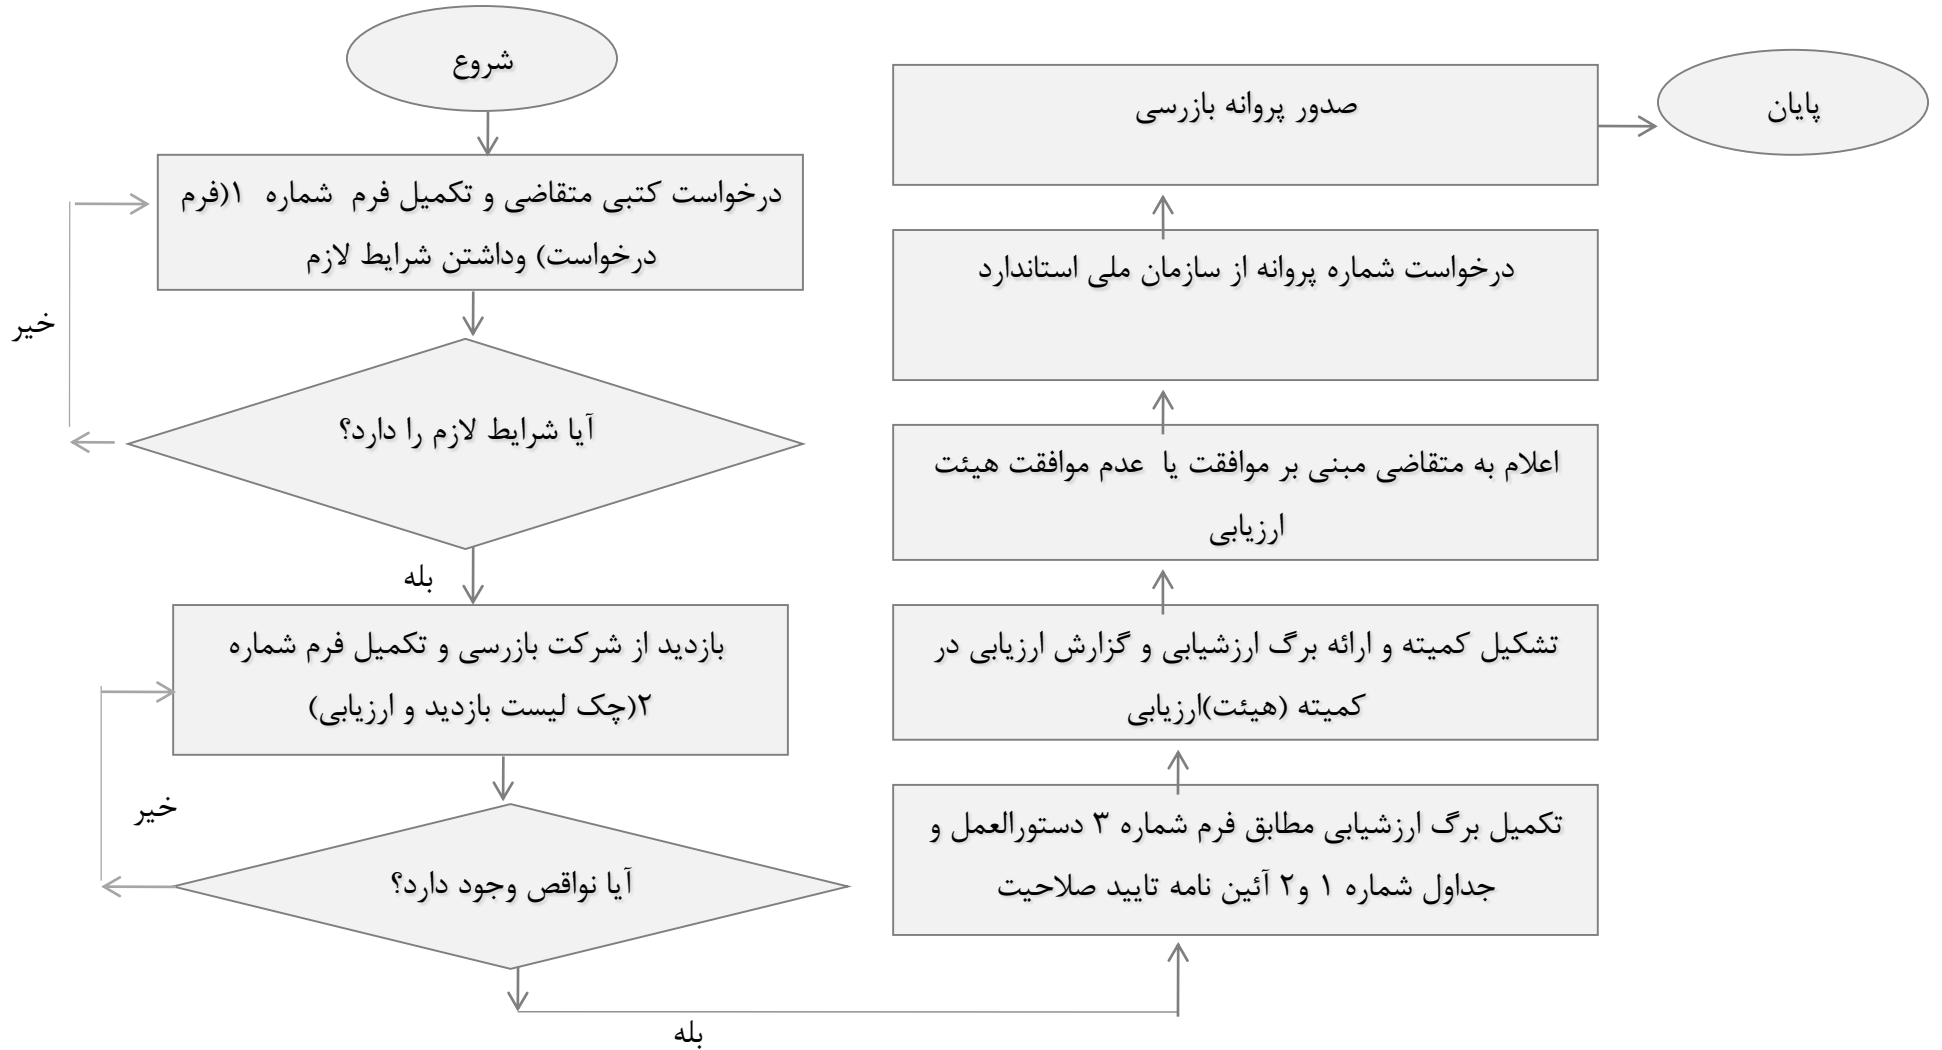 شروع
درخواست کتبی متقاضی و تکمیل فرم شماره ۱(فرم
درخواست) وداشتن شرایط لازم
خیر
آیا شرایط لازم را دارد؟
بله
بازدید از شرکت بازرسی و تکمیل فرم شماره
۲(چک لیست بازدید و ارزیابی)
خیر
آیا نواقص وجود دارد؟
بله
تکمیل برگ ارزشیابی مطابق فرم شماره ۳ دستورالعمل و
جداول شماره ۱ و۲ آئین نامه تایید صلاحیت
تشکیل کمیته و ارائه برگ ارزشیابی و گزارش ارزیابی در
کمیته (هیئت)ارزیابی
اعلام به متقاضی مبنی بر موافقت یا عدم موافقت هیئت
ارزیابی
درخواست شماره پروانه از سازمان ملی استاندارد
صدور پروانه بازرسی
پایان